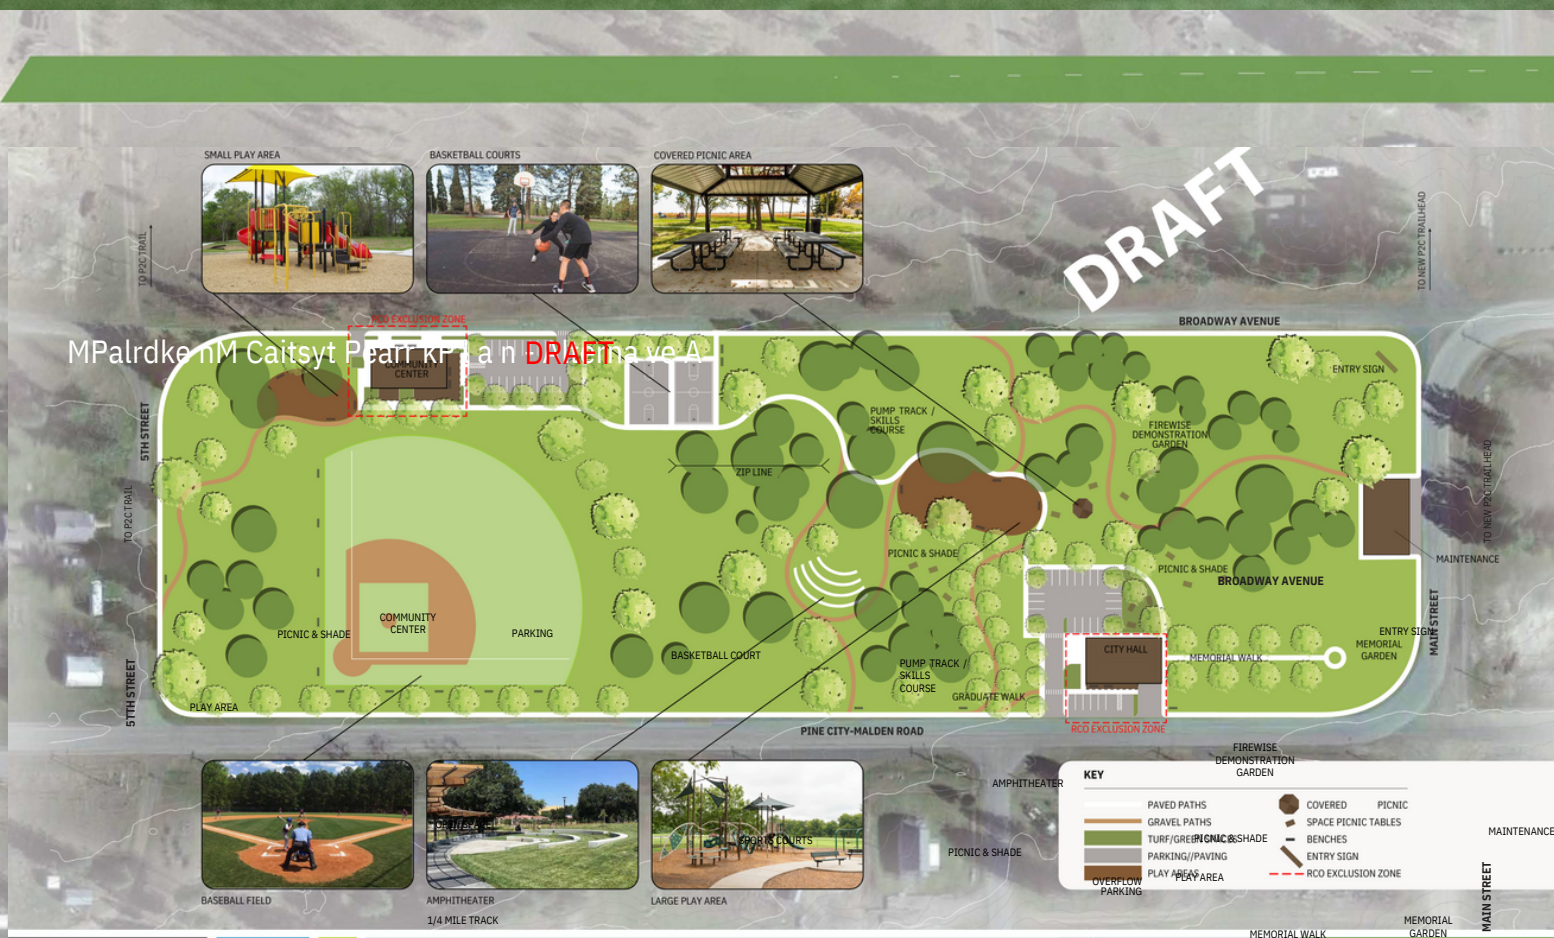 SMALL PLAY AREA
BASKETBALL COURTS
COVERED PICNIC AREA
DRAFT
TO P2C TRAIL
TO NEW P2C TRAILHEAD
RCO EXCLUSION ZONE
BROADWAY AVENUE
DRAFT
COMMUNITY
CENTER
ENTRY SIGN
5TH STREET
PUMP TRACK /
SKILLS
COURSE
FIREWISE
DEMONSTRATION
GARDEN
ZIP LINE
TO P2C TRAIL
TO NEW P2C TRAILHEAD
PICNIC & SHADE
PICNIC & SHADE
MAINTENANCE
BROADWAY AVENUE
COMMUNITY
CENTER
PICNIC & SHADE
PARKING
MAIN STREET
ENTRY SIGN
CITY HALL
MEMORIAL
GARDEN
BASKETBALL COURT
MEMORIAL WALK
PUMP TRACK /
SKILLS
COURSE
GRADUATE WALK
5TTH STREET
PLAY AREA
PINE CITY-MALDEN ROAD
RCO EXCLUSION ZONE
FIREWISE
DEMONSTRATION
GARDEN
AMPHITHEATER
KEY
PAVED PATHS
GRAVEL PATHS
PARKING//PAVING
PLAY AREAS
COVERED PICNIC
SPACE PICNIC TABLES
BENCHES
ENTRY SIGN
RCO EXCLUSION ZONE
PICNIC & SHADE
PLAY AREA
OVERFLOW
PARKING
SPORTS COURTS
PICNIC & SHADE
MAINTENANCE
BASEBALL FIELD
AMPHITHEATER
LARGE PLAY AREA
1/4 MILE TRACK
MAIN STREET
MEMORIAL
GARDEN
MEMORIAL WALK